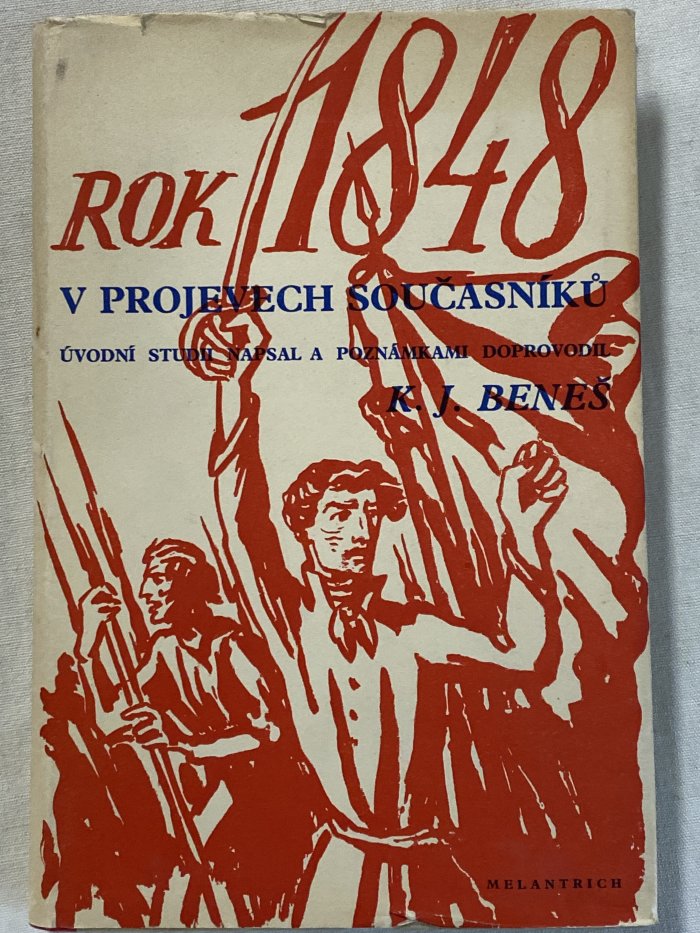 ROK 1848
V PROJEVECH SOUČASNÍKŮ
ÚVODNÍ STUDII NAPSAL A POZNÁMKAMI DOPROVODIL
K. J. BENEŠ
MELANTRICH